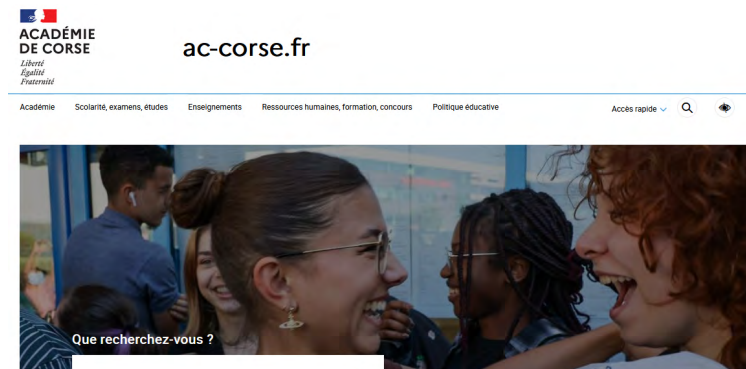 ACADÉMIE
DE CORSE
Liberté
Égalité
Fraternité
ac-corse.fr
Académie Scolarité, examens, études Enseignements Ressources humaines, formation, concours Politique éducative Accès rapide
Que recherchez-vous ?